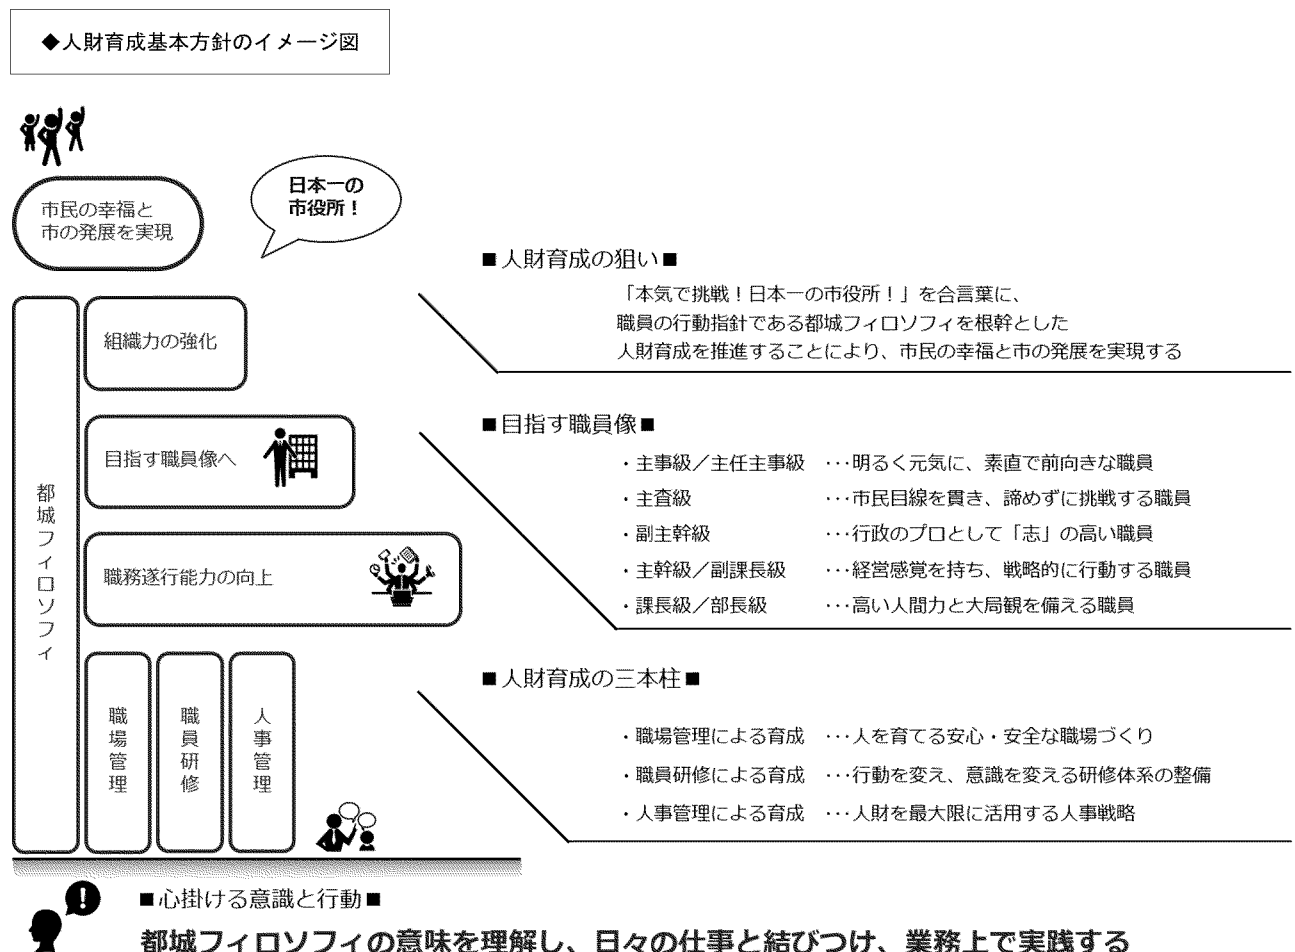 ◆人財育成基本方針のイメージ図
日本一の
市役所！
市民の幸福と
市の発展を実現
組織力の強化
目指す職員像へ
職務遂行能力の向上
都城フィロソフィ
職場管理
職員研修
人事管理
■人財育成の狙い■
「本気で挑戦！日本一の市役所！」を合言葉に、
職員の行動指針である都城フィロソフィを根幹とした
人財育成を推進することにより、市民の幸福と市の発展を実現する
■目指す職員像■
・主事級／主任主事級 ･･･明るく元気に、素直で前向きな職員
・主査級 ･･･市民目線を貫き、諦めずに挑戦する職員
・副主幹級 ･･･行政のプロとして「志」の高い職員
・主幹級／副課長級 ･･･経営感覚を持ち、戦略的に行動する職員
・課長級／部長級 ･･･高い人間力と大局観を備える職員
■人財育成の三本柱■
・職場管理による育成 ･･･人を育てる安心・安全な職場づくり
・職員研修による育成 ･･･行動を変え、意識を変える研修体系の整備
・人事管理による育成 ･･･人財を最大限に活用する人事戦略
■心掛ける意識と行動■
都城フィロソフィの意味を理解し、日々の仕事と結びつけ、業務上で実践する